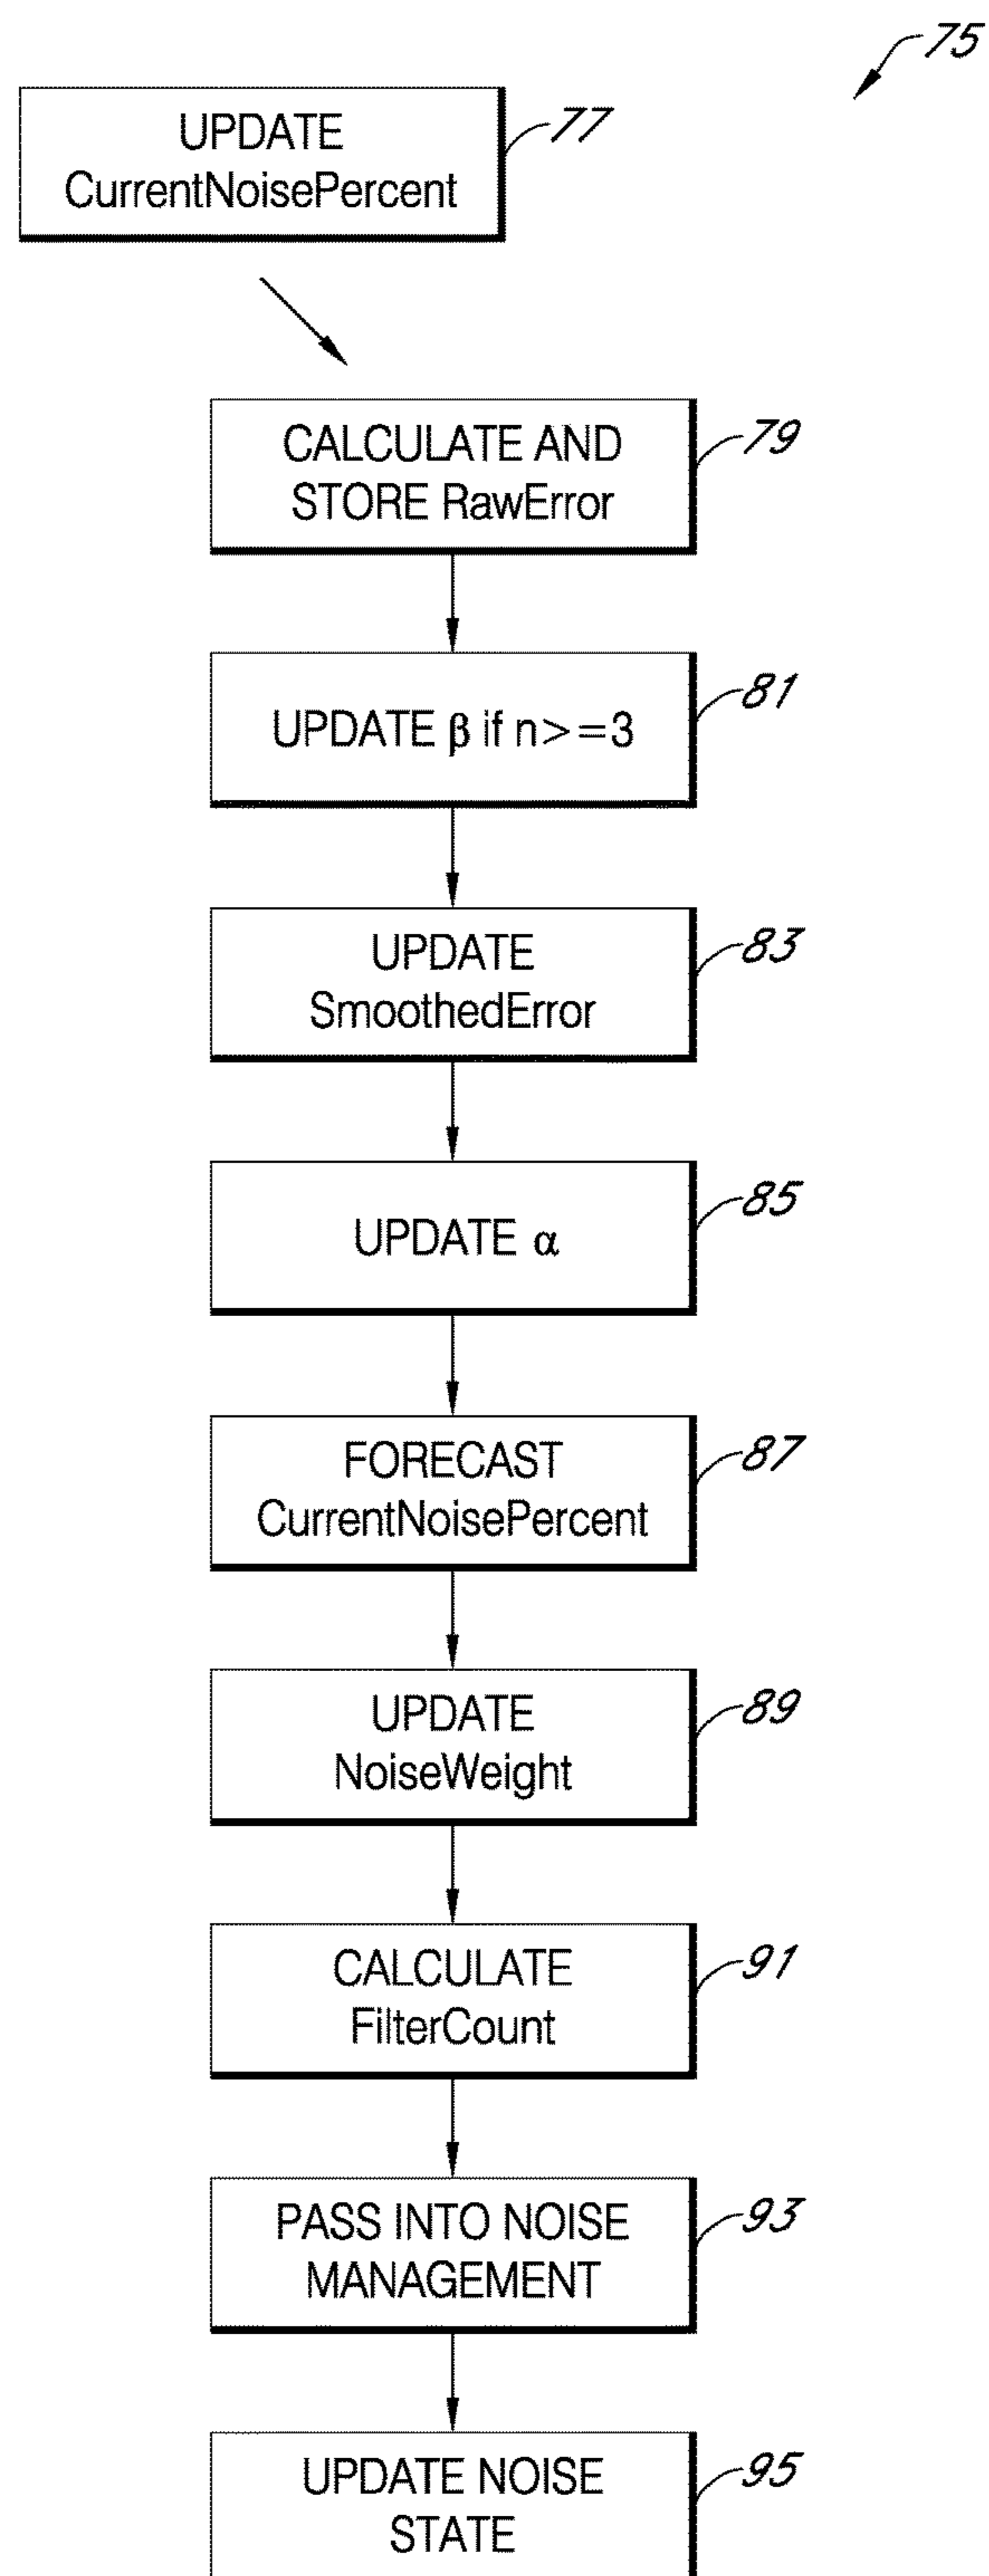 75
UPDATE
CurrentNoisePercent
77
CALCULATE AND
STORE RawError
79
UPDATE β if n>=3
81
UPDATE
SmoothedError
83
UPDATE α
85
FORECAST
CurrentNoisePercent
87
UPDATE
NoiseWeight
89
CALCULATE
FilterCount
91
PASS INTO NOISE
MANAGEMENT
93
UPDATE NOISE
STATE
95